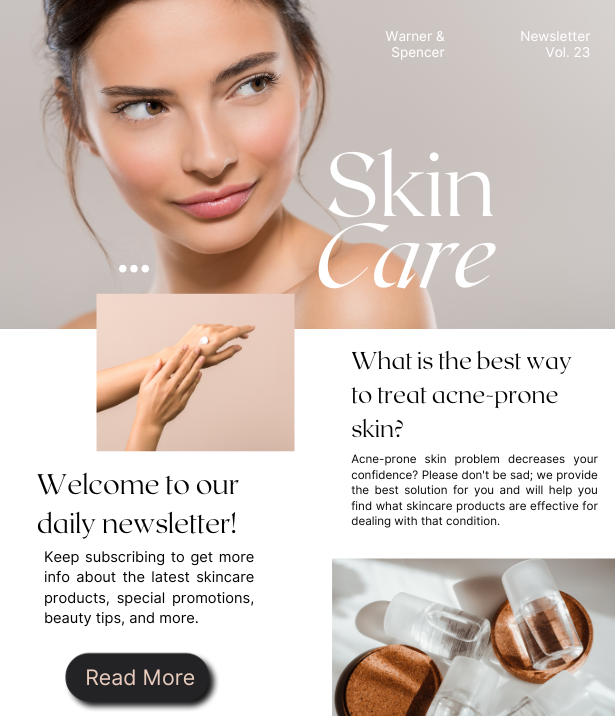 Warner &
Spencer
Newsletter
Vol. 23
Skin
Care
Welcome to our
daily newsletter!
Keep subscribing to get more
info about the latest skincare
products, special promotions,
beauty tips, and more.
Read More
What is the best way
to treat acne-prone
skin?
Acne-prone skin problem decreases your
confidence? Please don't be sad; we provide
the best solution for you and will help you
find what skincare products are effective for
dealing with that condition.